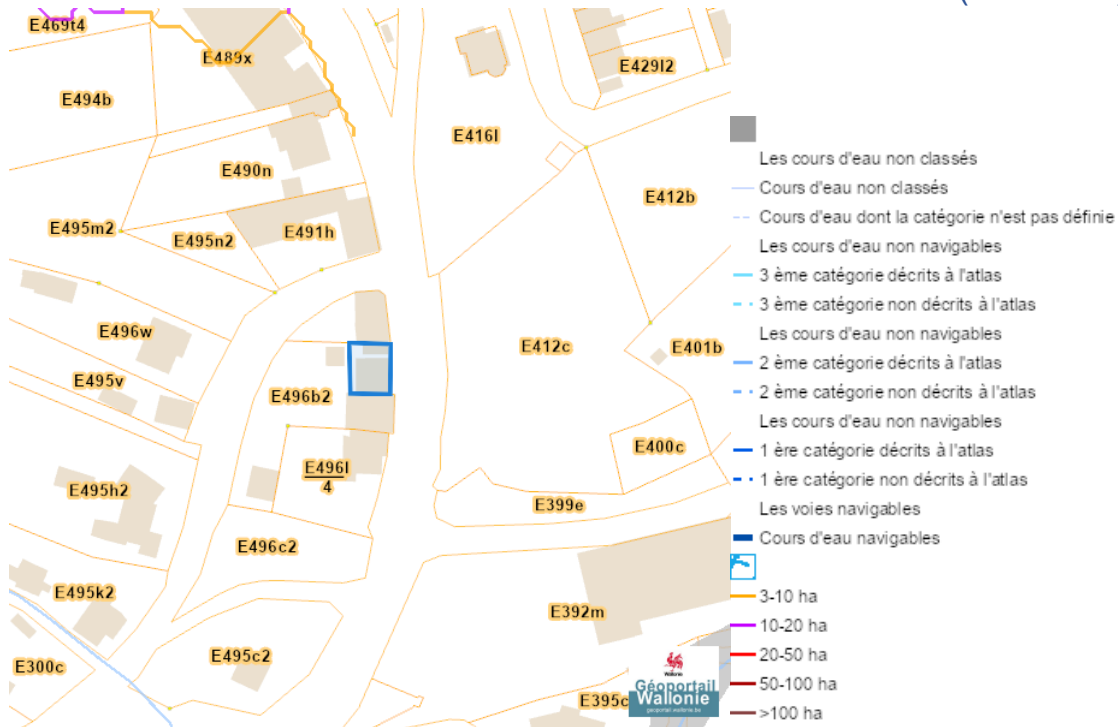 E469t4
E489x
E429l2
E494b
E416l
E490n
E412b
E495m2
E495n2
E491h
E496w
E412c
E401b
E495v
E496b2
E400c
E496l
4
E495h2
E399e
E496c2
E495k2
E392m
E300c
E495c2
E395c
Wallonie
Géoportail
Wallonie
geoportail.wallonie.be
Les cours d'eau non classés
Cours d'eau non classés
Cours d'eau dont la catégorie n'est pas définie
Les cours d'eau non navigables
3 ème catégorie décrits à l'atlas
3 ème catégorie non décrits à l'atlas
Les cours d'eau non navigables
2 ème catégorie décrits à l'atlas
2 ème catégorie non décrits à l'atlas
Les cours d'eau non navigables
1 ère catégorie décrits à l'atlas
1 ère catégorie non décrits à l'atlas
Les voies navigables
Cours d'eau navigables
3-10 ha
10-20 ha
20-50 ha
50-100 ha
>100 ha